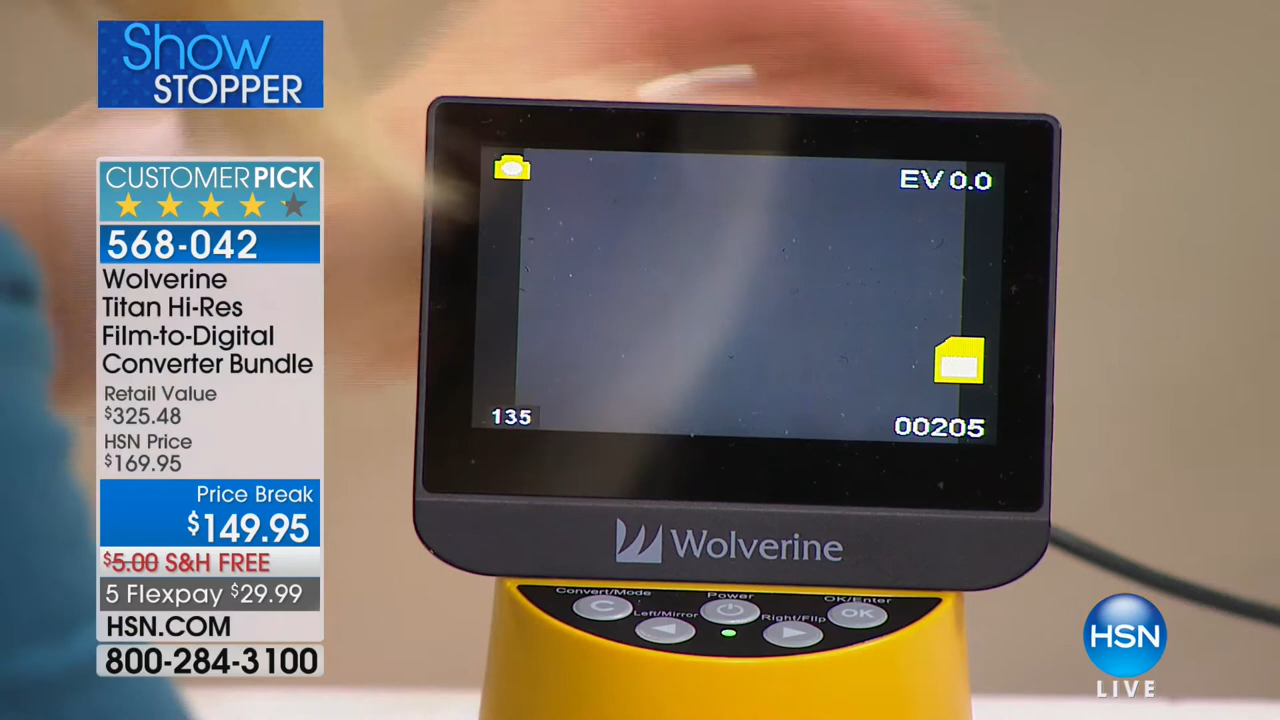 Show
STOPPER
CUSTOMER PICK
568-042
Wolverine
Titan Hi-Res
Film-to-Digital
Converter Bundle
Retail Value
$325.48
HSN Price
$169.95
Price Break
$149.95
$5.00 S&H FREE
5 Flexpay $29.99
HSN.COM
800-284-3100
EV 0.0
135
00205
Wolverine
Convert/Mode
Power
OK/Enter
C
OK
Left/Mirror
Right/Flip
HSN
LIVE